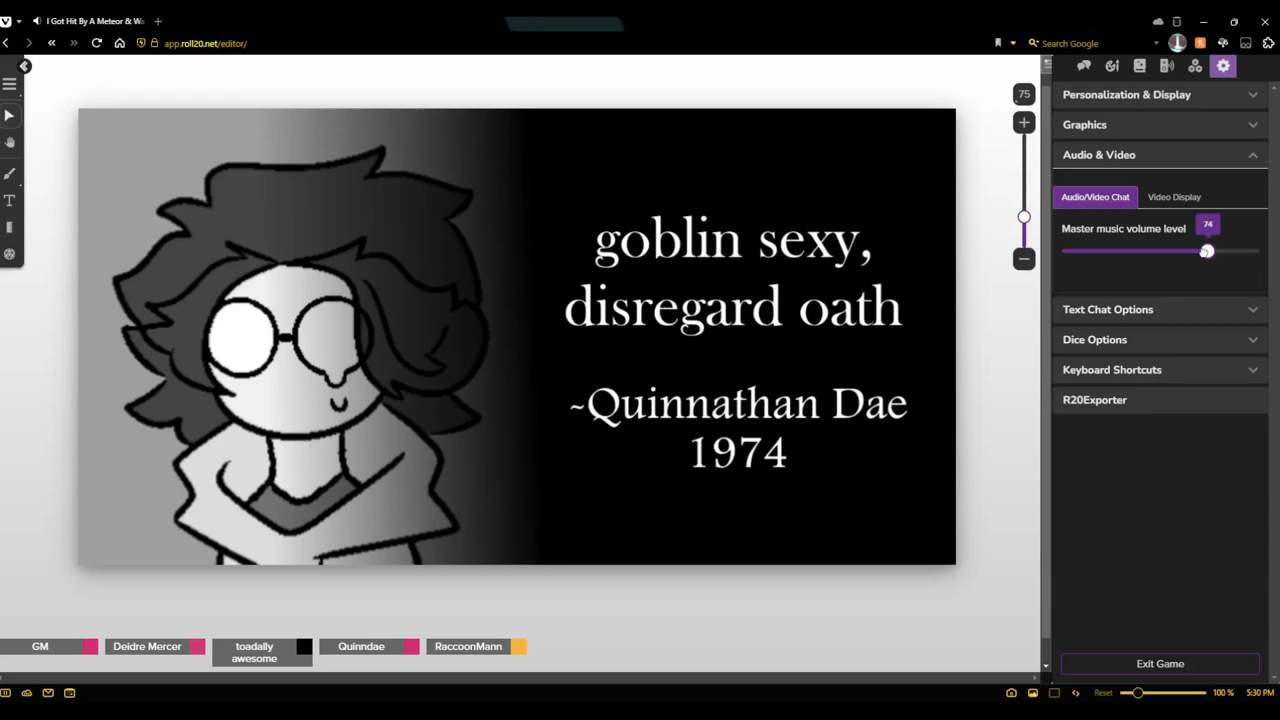 I Got Hit By A Meteor & Wa
app.roll20.net/editor/
Search Google
75
Personalization & Display
Graphics
Audio & Video
Audio/Video Chat
Video Display
Master music volume level
74
Text Chat Options
Dice Options
Keyboard Shortcuts
R20Exporter
goblin sexy,
disregard oath
~Quinnathan Dae
1974
GM
Deidre Mercer
toadally
awesome
Quinndae
RaccoonMann
Exit Game
Reset
100 %
5:30 PM